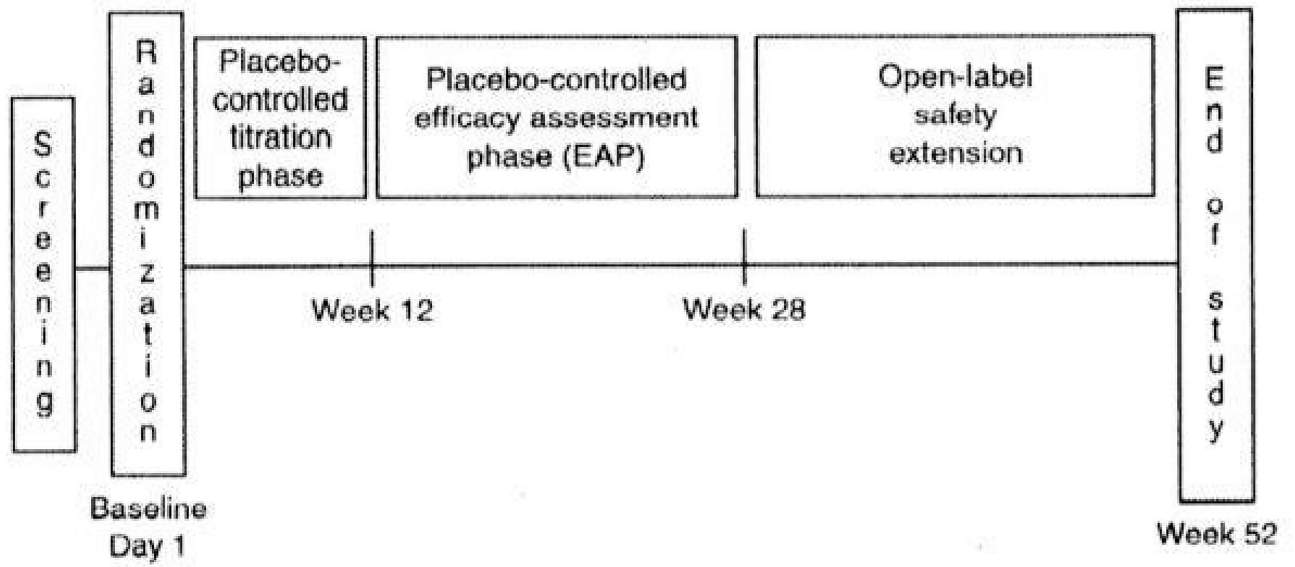 Screening
Randomization
Placebo-
controlled
titration
phase
Placebo-controlled
efficacy assessment
phase (EAP)
Open-label
safety
extension
End of study
Week 12
Week 28
Baseline
Day 1
Week 52